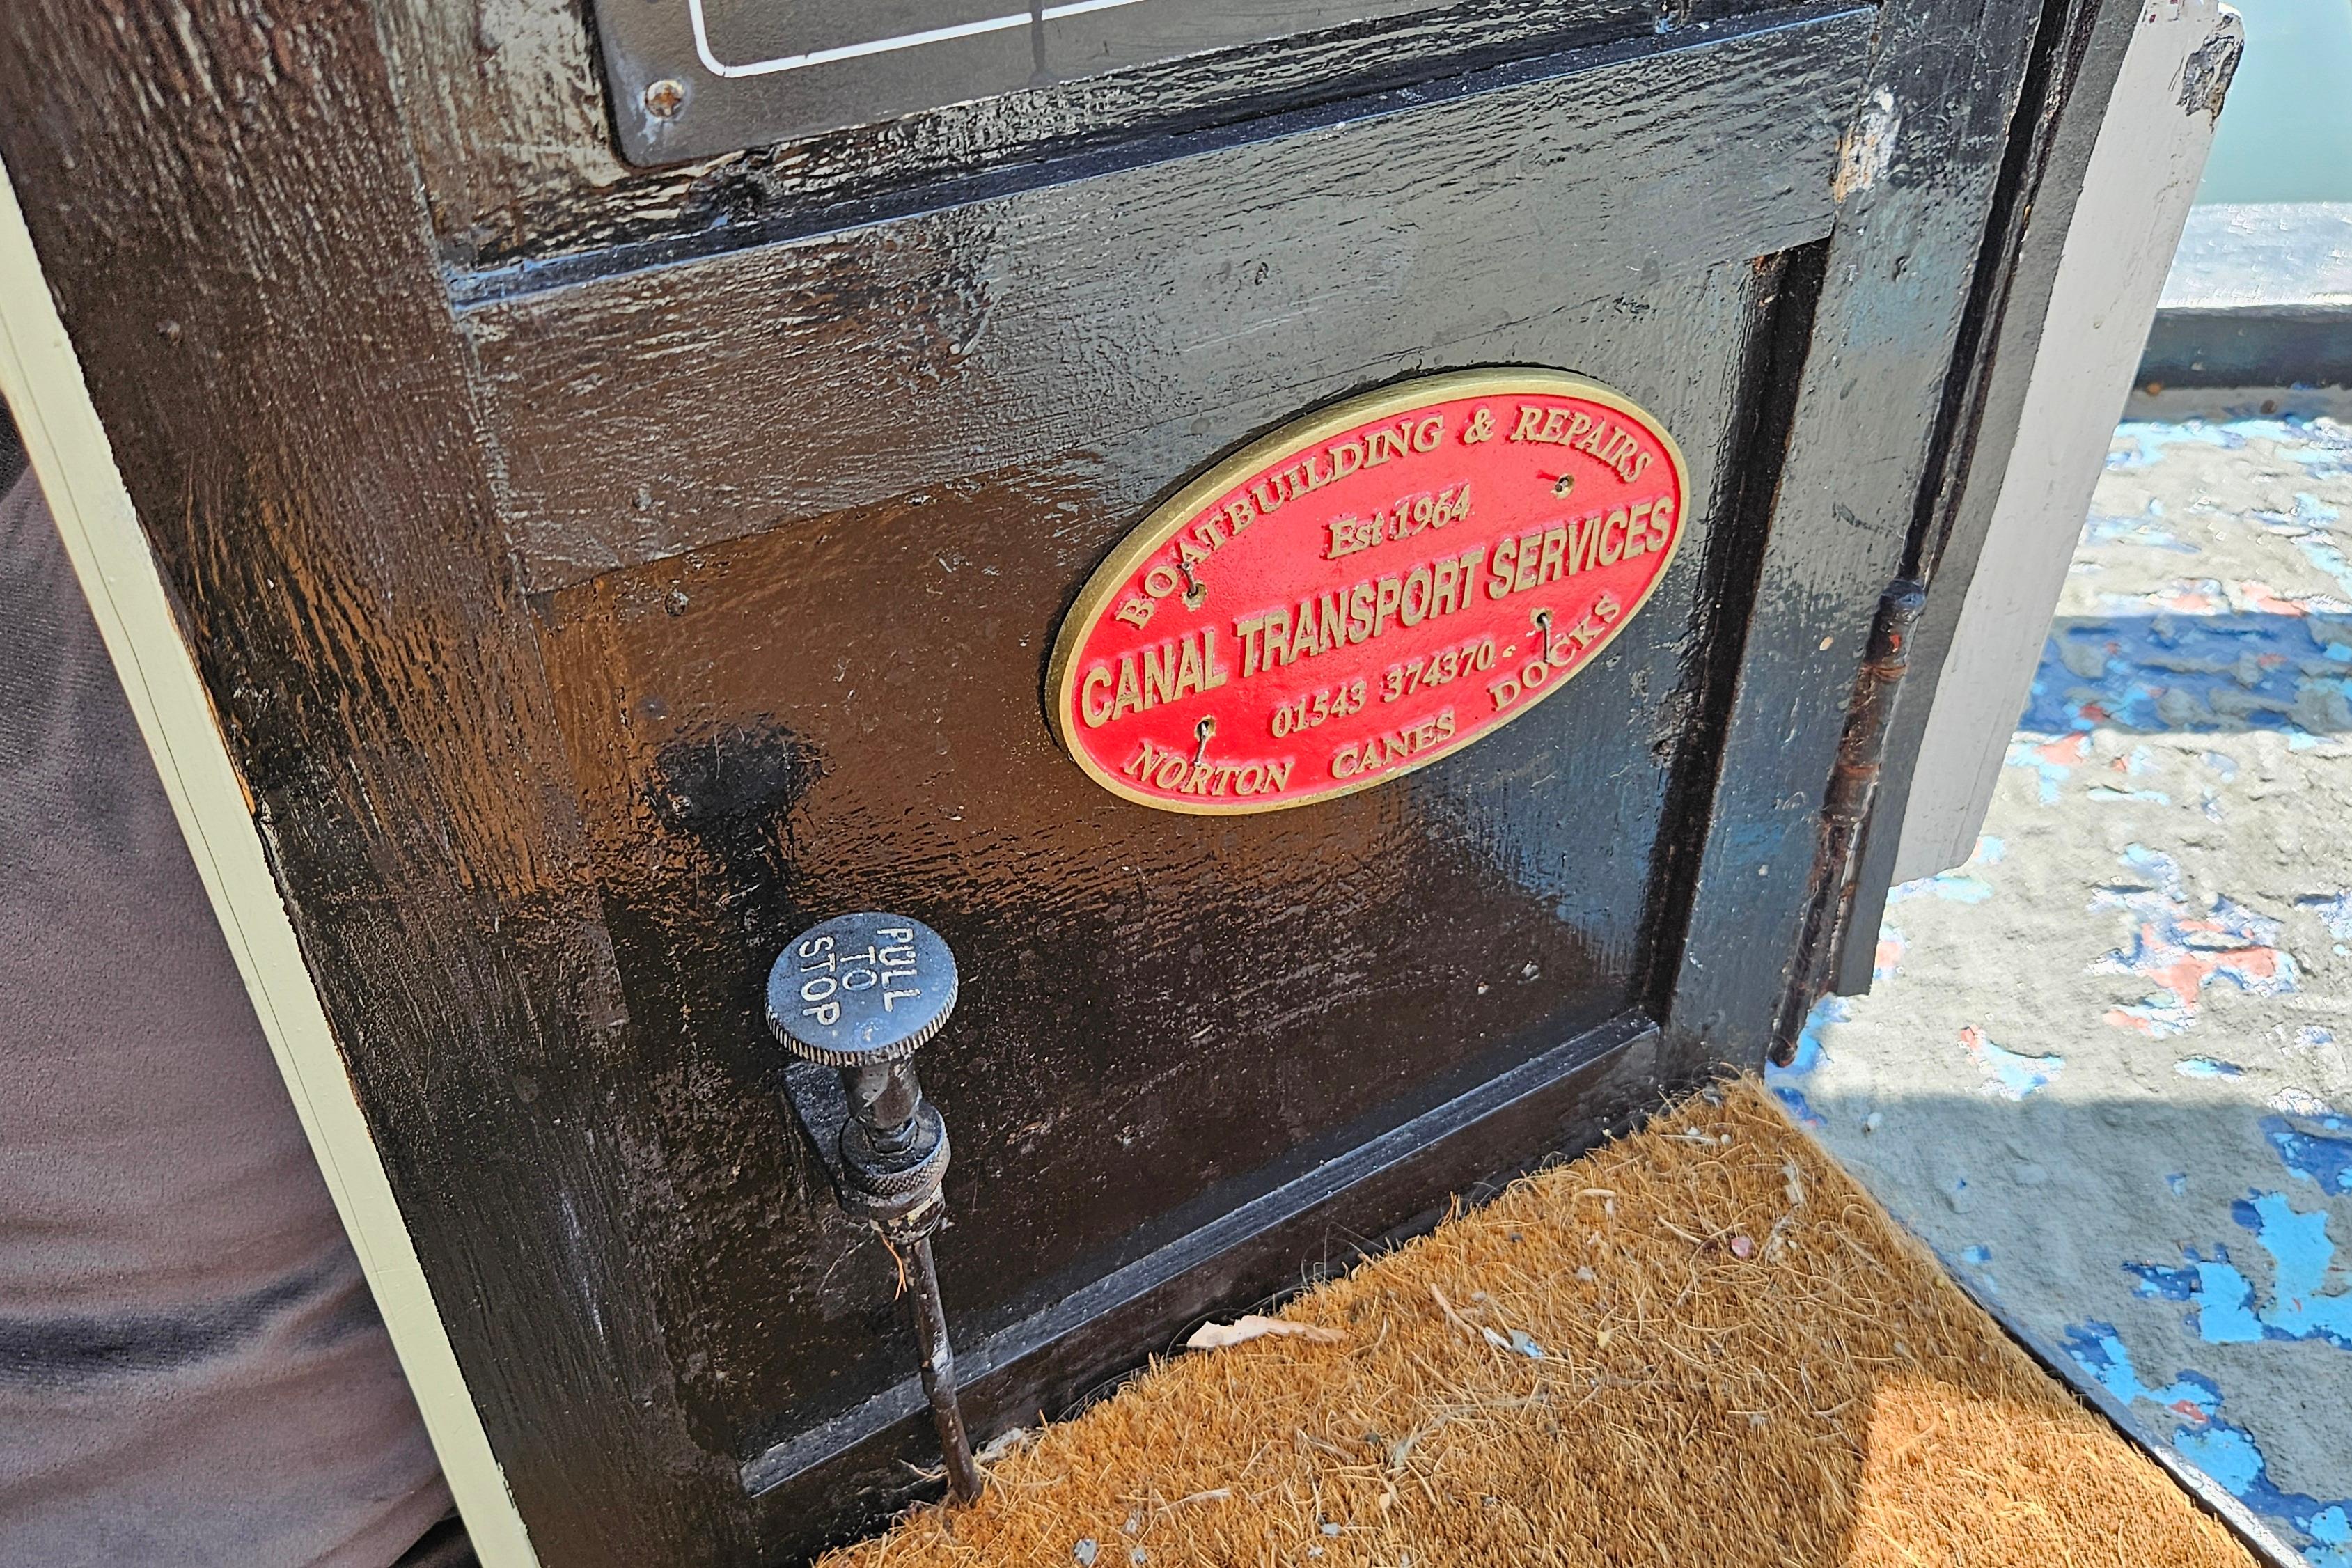 BOATBUILDING & REPAIRS
Est 1964
CANAL TRANSPORT SERVICES
01543 374370
NORTON CANES DOCKS
PULL
TO
STOP